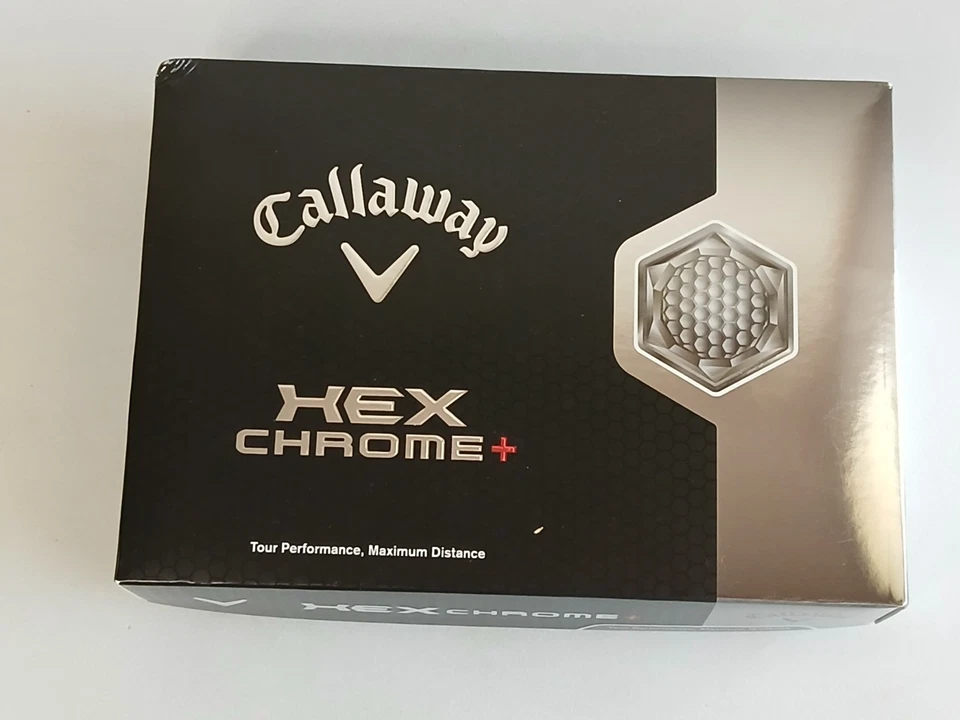 Callaway
HEX
CHROME+
Tour Performance, Maximum Distance
HEX CHROME+